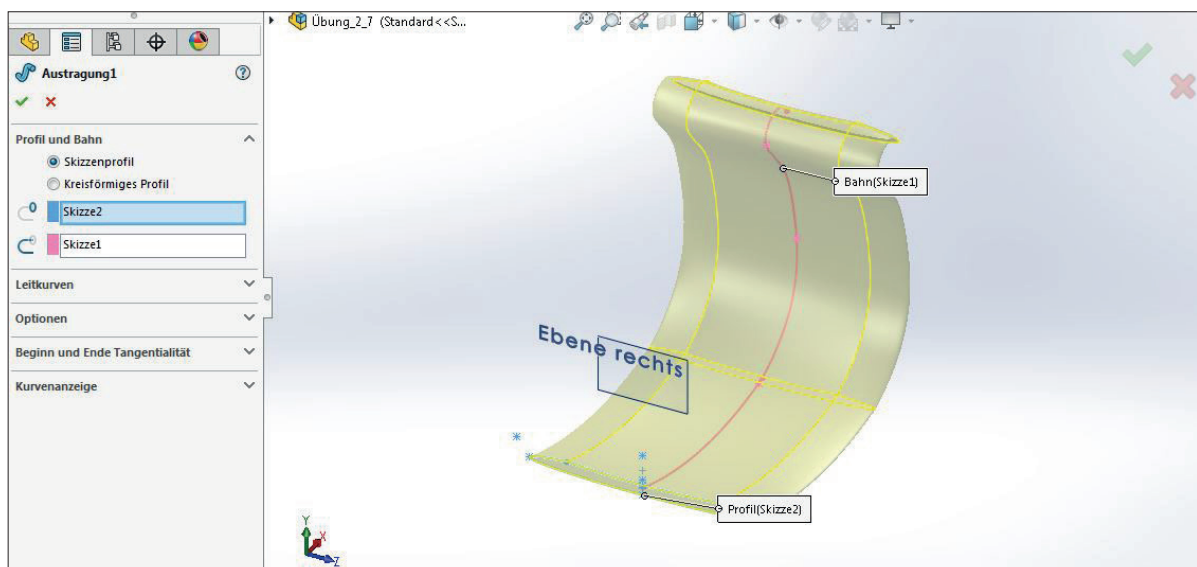 Übung_2_7 (Standard<<S...
Austragung1
Profil und Bahn
Skizzenprofil
Kreisförmiges Profil
Skizze2
Skizze1
Leitkurven
Optionen
Beginn und Ende Tangentialität
Kurvenanzeige
Bahn(Skizze1)
Ebene rechts
Profil(Skizze2)
Y
X
Z